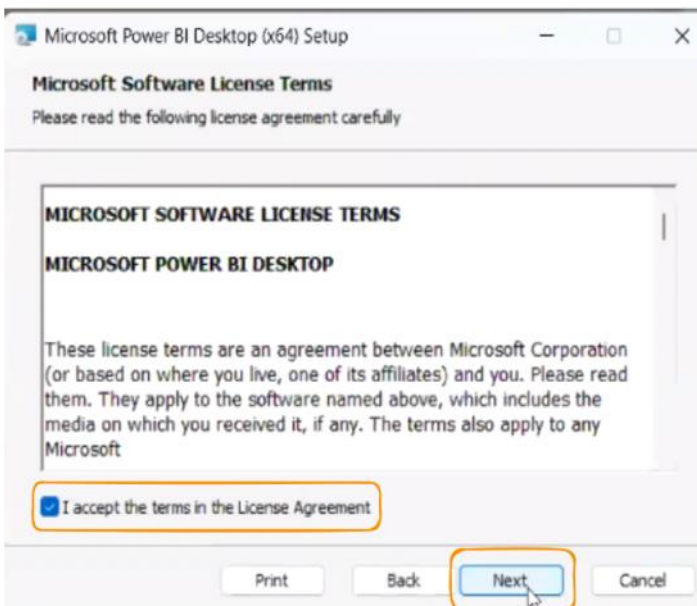 Microsoft Power BI Desktop (x64) Setup
Microsoft Software License Terms
Please read the following license agreement carefully
MICROSOFT SOFTWARE LICENSE TERMS
MICROSOFT POWER BI DESKTOP
These license terms are an agreement between Microsoft Corporation
(or based on where you live, one of its affiliates) and you. Please read
them. They apply to the software named above, which includes the
media on which you received it, if any. The terms also apply to any
Microsoft
I accept the terms in the License Agreement
Print Back Next Cancel